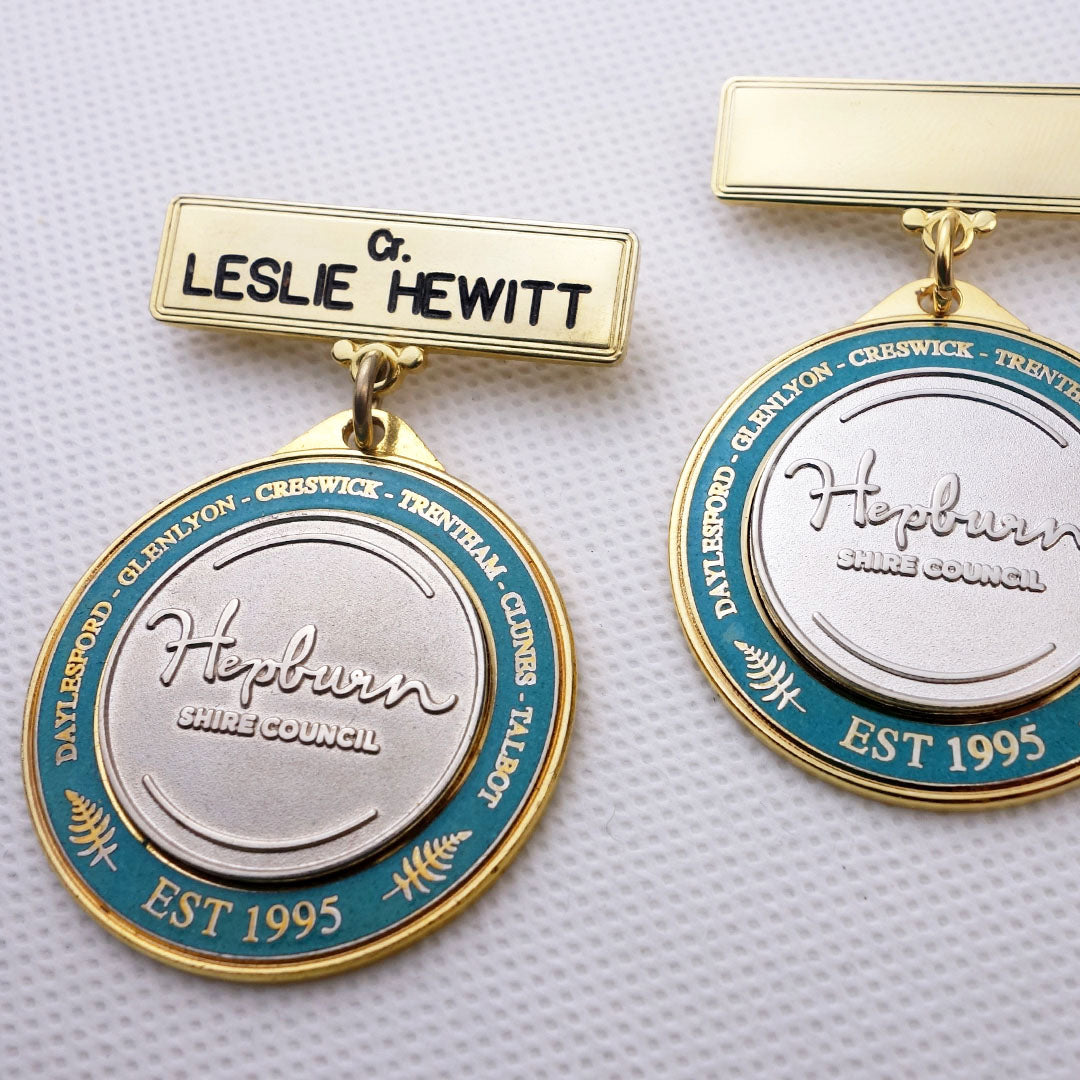 Cr.
LESLIE HEWITT
DAYLESFORD - GLENLYON - CRESWICK - TRENTHAM - CLUNES - TALBOT
Hepburn
SHIRE COUNCIL
EST 1995
DAYLESFORD - GLENLYON - CRESWICK - TRENTH
Hepburn
SHIRE COUNCIL
EST 1995